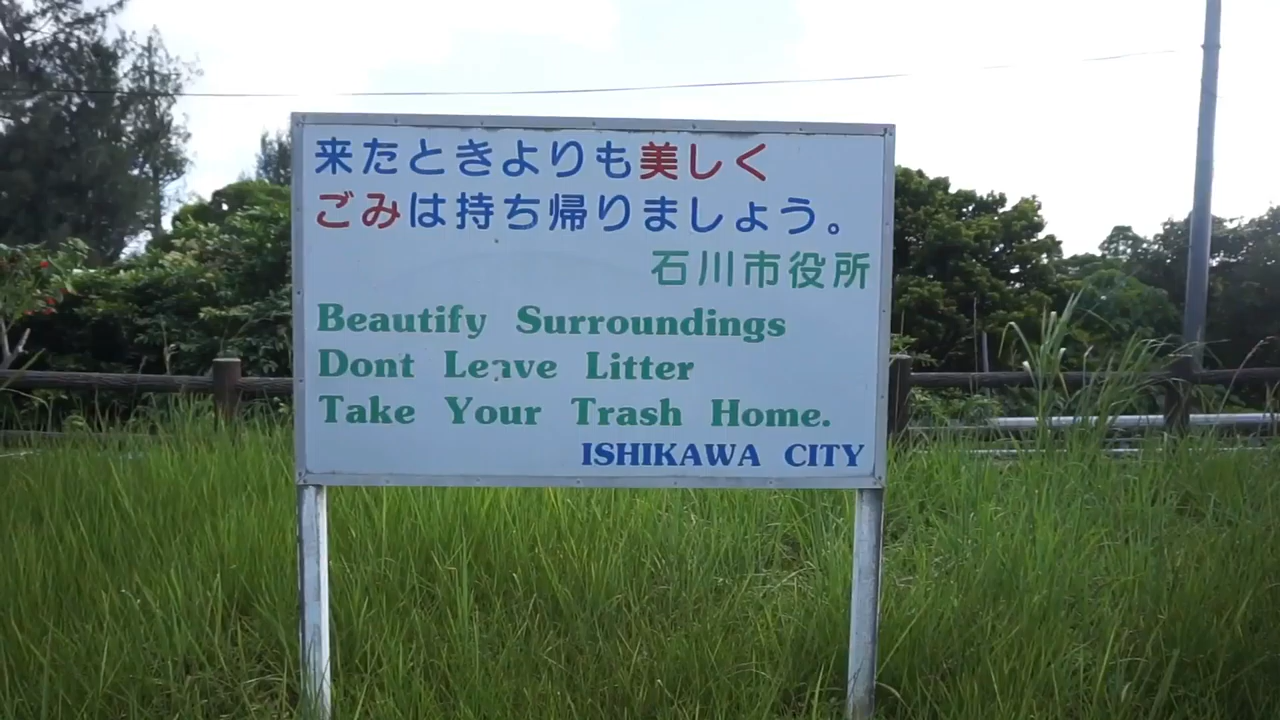 来たときよりも美しく
ごみは持ち帰りましょう。
石川市役所
Beautify Surroundings
Dont Leave Litter
Take Your Trash Home.
ISHIKAWA CITY